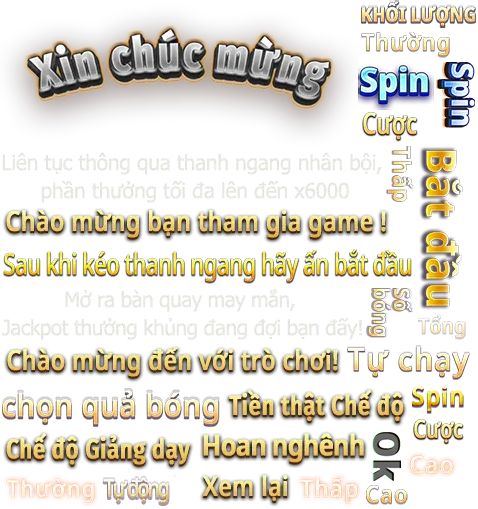 Xin chúc mừng
KHỐI LƯỢNG
Thường
Spin
Spin
Cược
Thấp
Bắt đầu
Liên tục thông qua thanh ngang nhân bội,
phần thưởng tối đa lên đến x6000
Chào mừng bạn tham gia game !
Sau khi kéo thanh ngang hãy ấn bắt đầu
Mở ra bàn quay may mắn,
Jackpot thưởng khủng đang đợi bạn đấy!
Số bóng
Tổng
Chào mừng đến với trò chơi!
Tự chạy
chọn quả bóng
Tiền thật Chế độ
Spin
Cược
Chế độ Giảng dạy
Hoan nghênh
Ok
Cao
Thường
Tự động
Xem lại
Thấp
Cao